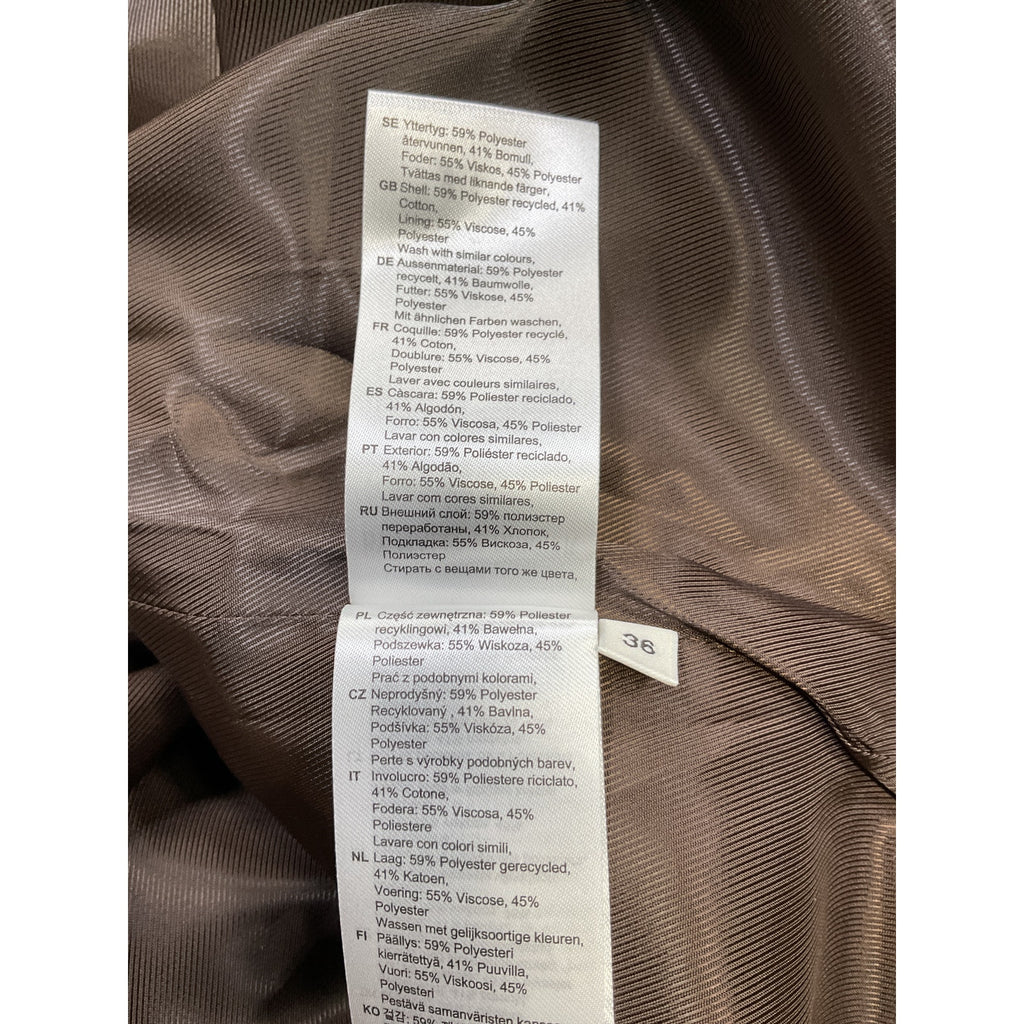 SE Yttertyg: 59% Polyester
återvunnen, 41% Bomull,
Foder: 55% Viskos, 45% Polyester
Tvättas med liknande färger,
GB Shell: 59% Polyester recycled, 41%
Cotton,
Lining: 55% Viscose, 45%
Polyester
Wash with similar colours,
DE Aussenmaterial: 59% Polyester
recycelt, 41% Baumwolle,
Futter: 55% Viskose, 45%
Polyester
Mit ähnlichen Farben waschen,
FR Coquille: 59% Polyester recyclé,
41% Coton,
Doublure: 55% Viscose, 45%
Polyester
Laver avec couleurs similaires,
ES Càscara: 59% Poliester reciclado,
41% Algodón,
Forro: 55% Viscosa, 45% Poliester
Lavar con colores similares,
PT Exterior: 59% Poliéster reciclado,
41% Algodão,
Forro: 55% Viscose, 45% Poliester
Lavar com cores similares,
RU Внешний слой: 59% полиэстер
переработаны, 41% Хлопок,
Подкладка: 55% Вискоза, 45%
Полиэстер
Стирать с вещами того же цвета,
PL Część zewnętrzna: 59% Poliester
recyklingowi, 41% Bawełna,
Podszewka: 55% Wiskoza, 45%
Poliester
Prać z podobnymi kolorami,
36
CZ Neprodyšný: 59% Polyester
Recyklovaný , 41% Bavlna,
Podšívka: 55% Viskóza, 45%
Polyester
Perte s výrobky podobných barev,
IT Involucro: 59% Poliestere riciclato,
41% Cotone,
Fodera: 55% Viscosa, 45%
Poliestere
Lavare con colori simili,
NL Laag: 59% Polyester gerecycled,
41% Katoen,
Voering: 55% Viscose, 45%
Polyester
Wassen met gelijksoortige kleuren,
FI Päällys: 59% Polyesteri
kierrätettyä, 41% Puuvilla,
Vuori: 55% Viskoosi, 45%
Polyesteri
Pestävä samanväristen
KO 겉감: 59%